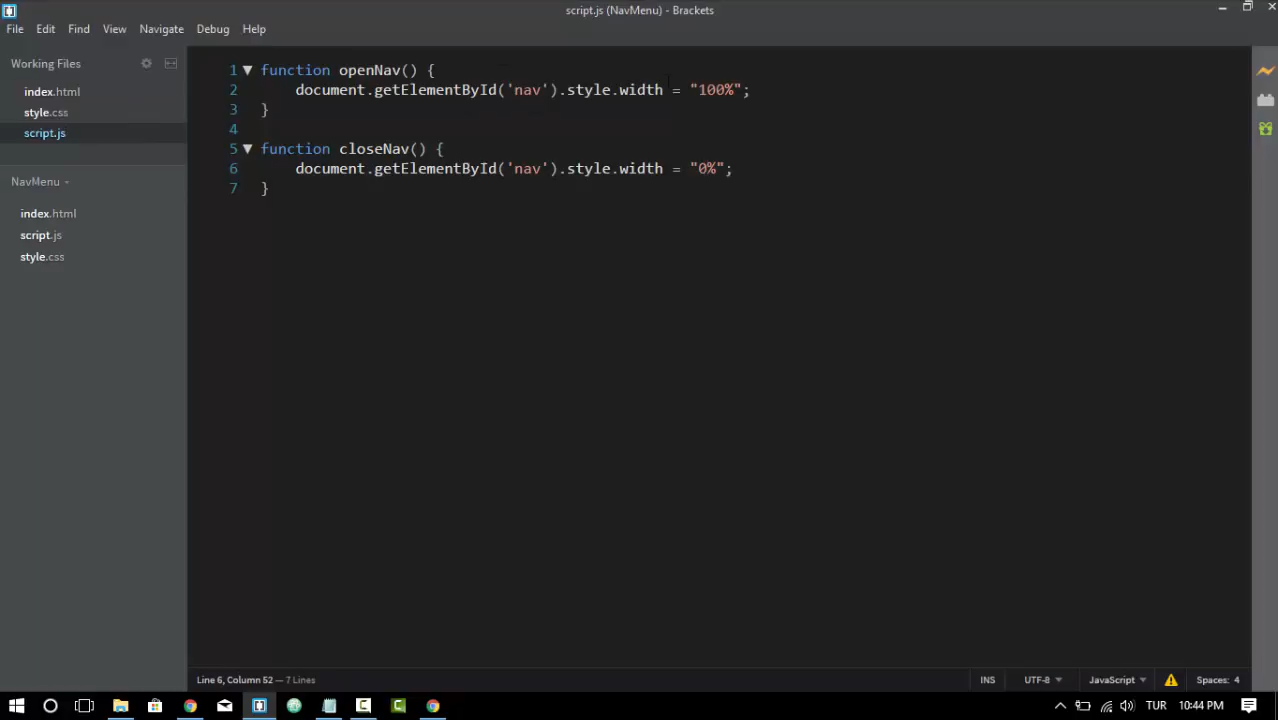 script.js (NavMenu) - Brackets
File Edit Find View Navigate Debug Help
Working Files
index.html
style.css
script.js
NavMenu
index.html
script.js
style.css
1 function openNav() {
2 document.getElementById('nav').style.width = "100%";
3 }
4
5 function closeNav() {
6 document.getElementById('nav').style.width = "0%";
7 }
Line 6, Column 52 — 7 Lines
INS UTF-8 JavaScript Spaces: 4
TUR 10:44 PM